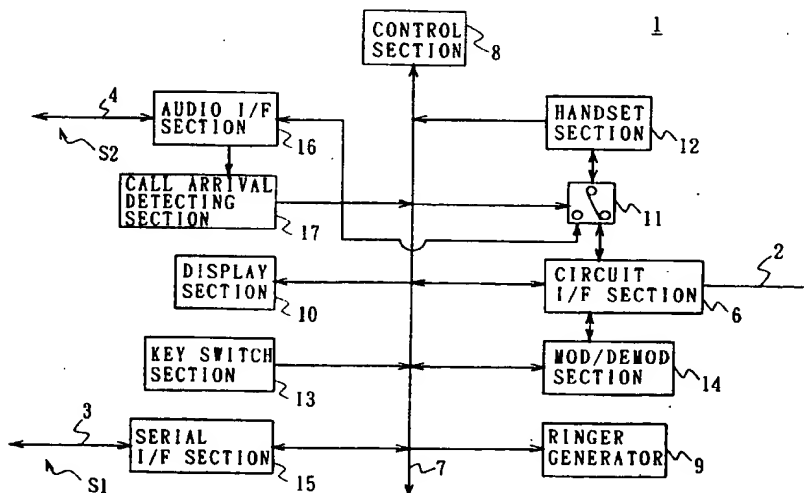 1
CONTROL
SECTION
8
4
AUDIO I/F
SECTION
16
S2
HANDSET
SECTION
12
CALL ARRIVAL
DETECTING
SECTION
17
11
2
DISPLAY
SECTION
10
CIRCUIT
I/F SECTION
6
KEY SWITCH
SECTION
13
MOD/DEMOD
SECTION
14
3
SERIAL
I/F SECTION
15
S1
7
RINGER
GENERATOR
9